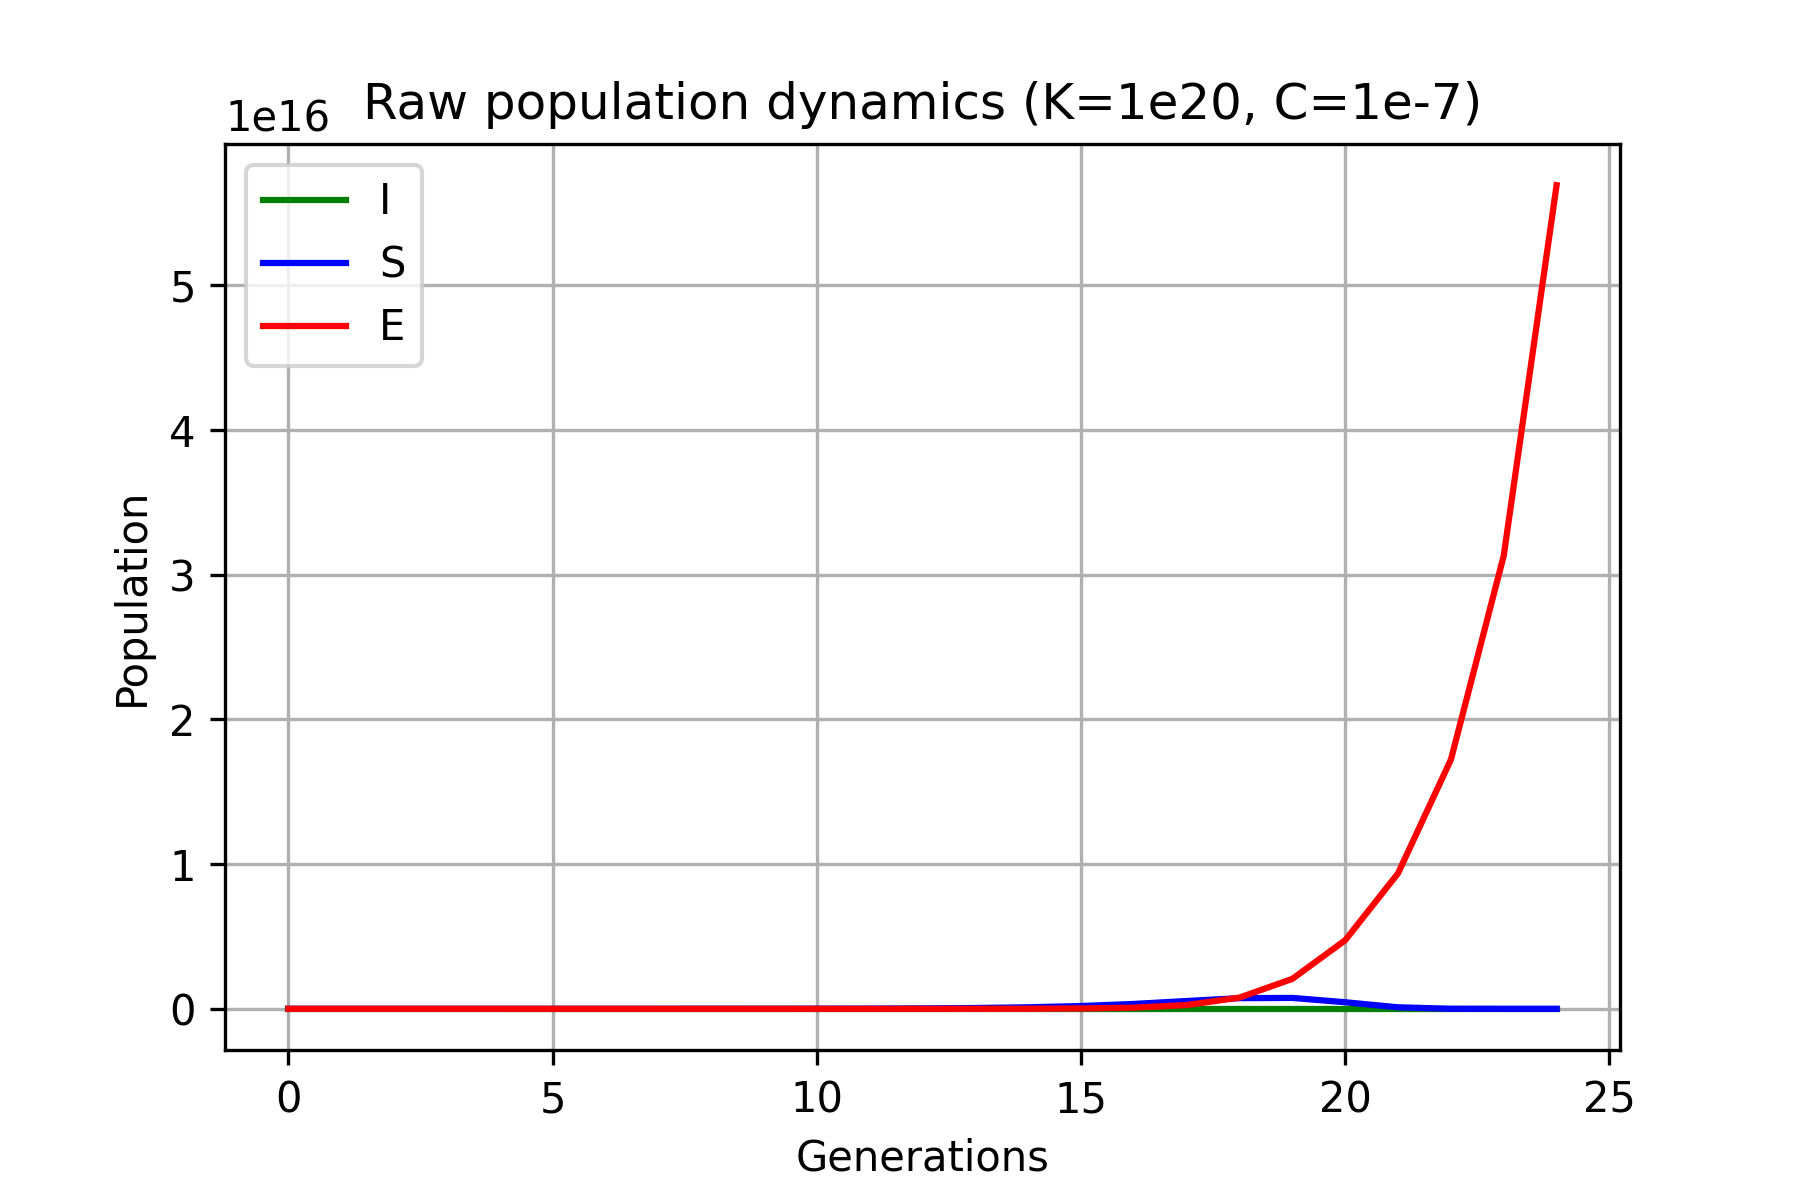 1e16
Raw population dynamics (K=1e20, C=1e-7)
I
S
E
5
4
3
2
1
0
Population
0 5 10 15 20 25
Generations